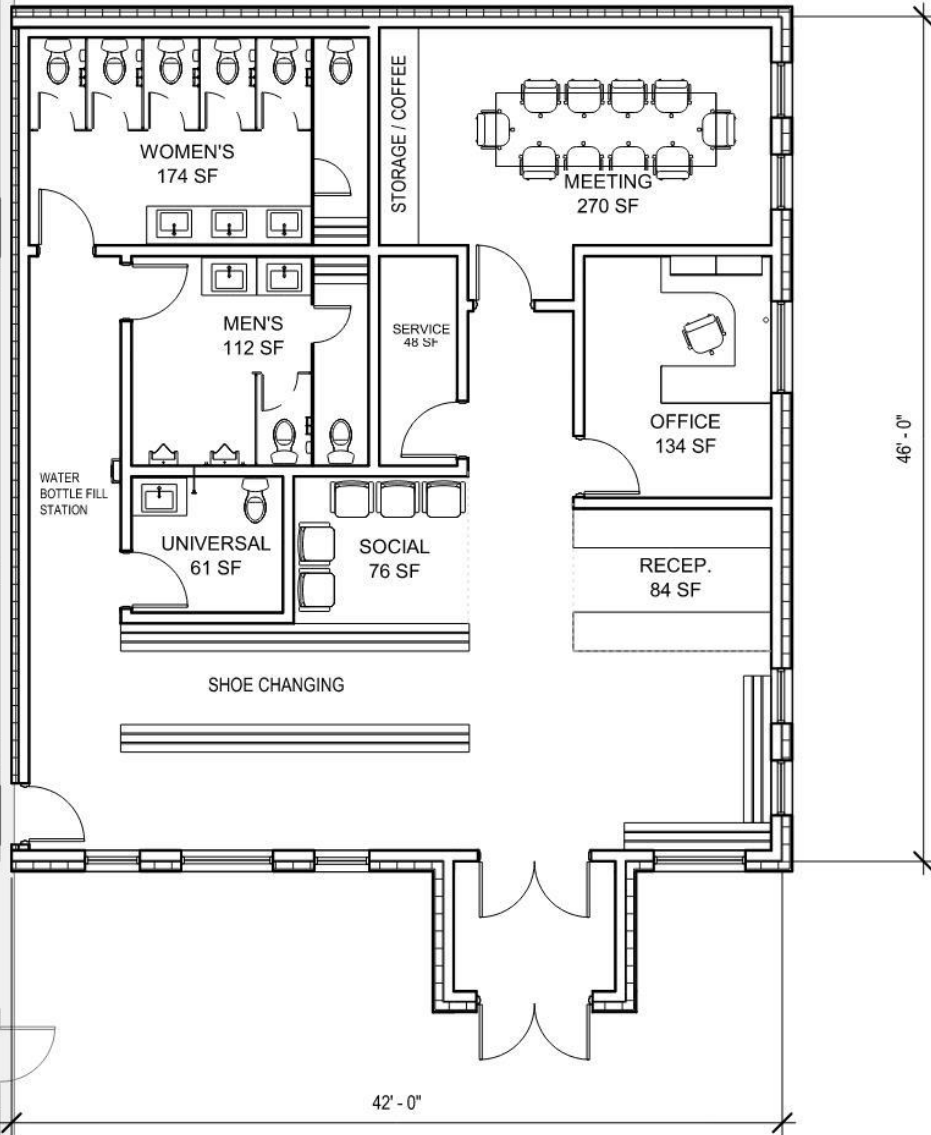 WOMEN'S
174 SF
STORAGE / COFFEE
MEETING
270 SF
MEN'S
112 SF
SERVICE
48 SF
OFFICE
134 SF
46' - 0"
WATER
BOTTLE FILL
STATION
UNIVERSAL
61 SF
SOCIAL
76 SF
RECEP.
84 SF
SHOE CHANGING
42' - 0"